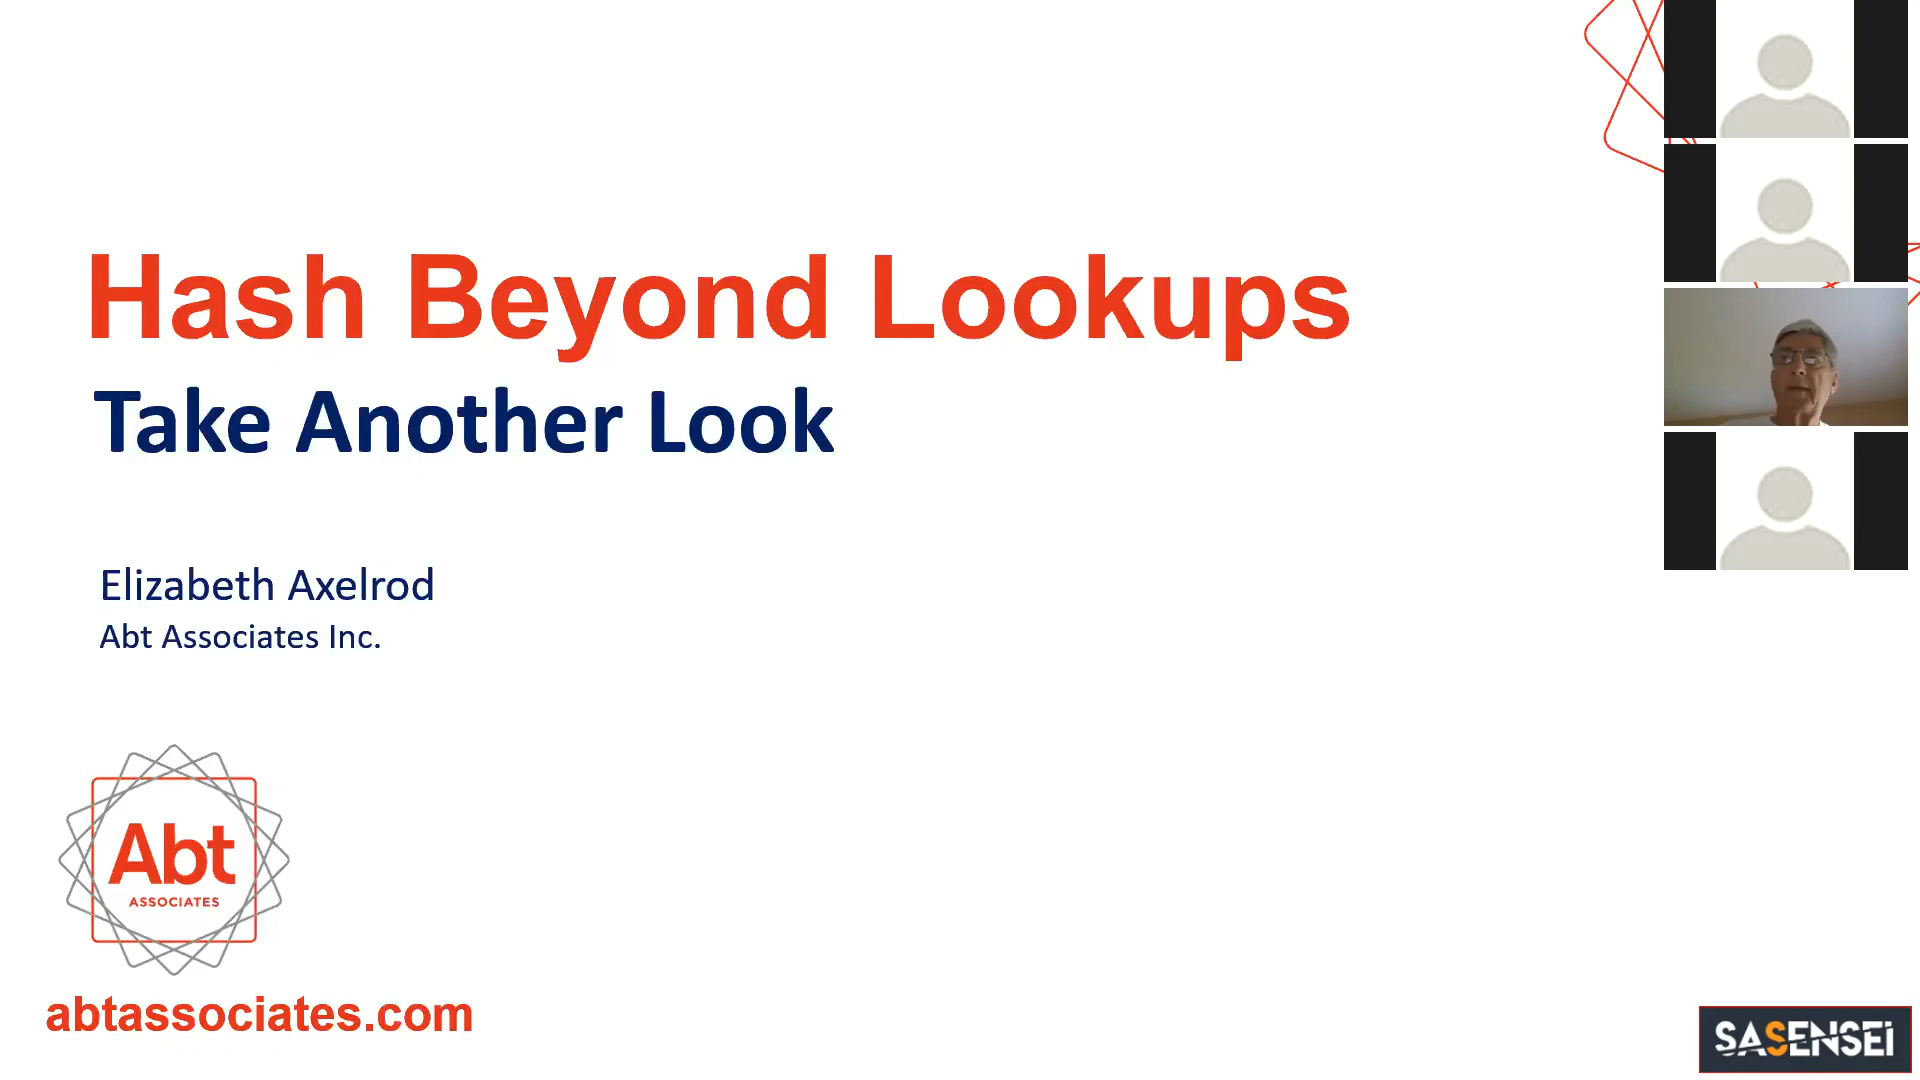 Hash Beyond Lookups
Take Another Look
Elizabeth Axelrod
Abt Associates Inc.
Abt
ASSOCIATES
abtassociates.com
SASENSEI